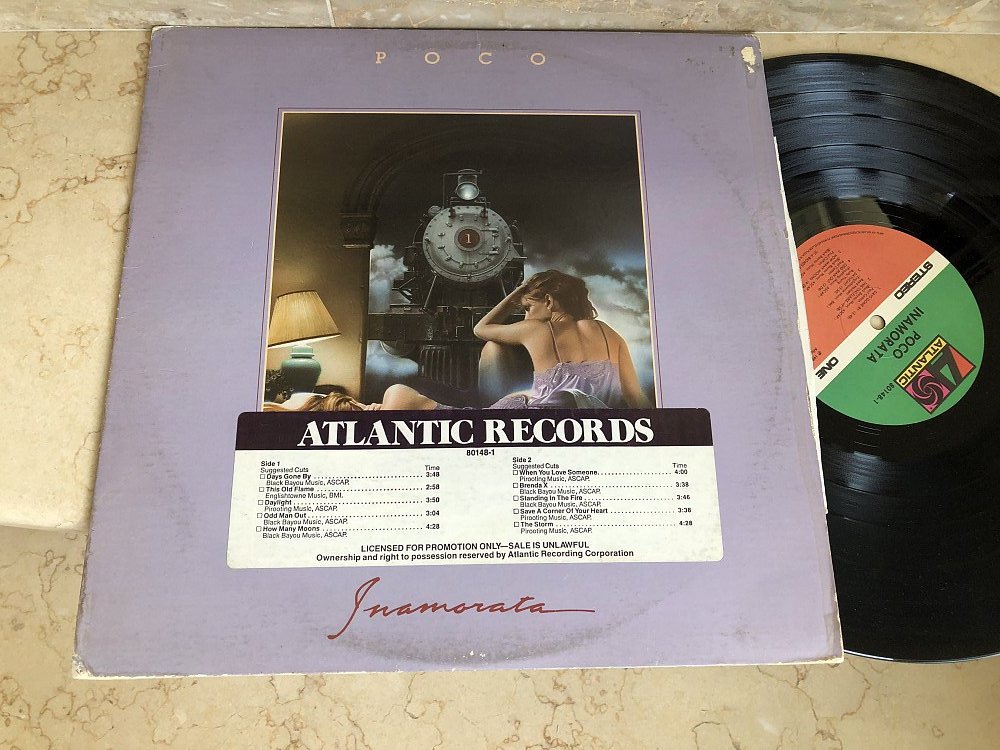 POCO
1
ATLANTIC RECORDS
80148-1
Side 1
Suggested Cuts Time
☐ Days Gone By 3:48
Black Bayou Music, ASCAP.
☐ This Old Flame 2:58
Englishtowne Music, BMI.
☐ Daylight 3:50
Pirooting Music, ASCAP.
☐ Odd Man Out 3:04
Black Bayou Music, ASCAP.
☐ How Many Moons 4:28
Black Bayou Music, ASCAP.
Side 2
Suggested Cuts Time
☐ When You Love Someone 4:00
Pirooting Music, ASCAP.
☐ Brenda X 3:38
Black Bayou Music, ASCAP.
☐ Standing In The Fire 3:46
Black Bayou Music, ASCAP.
☐ Save A Corner Of Your Heart 3:38
Pirooting Music, ASCAP.
☐ The Storm 4:28
Pirooting Music, ASCAP.
LICENSED FOR PROMOTION ONLY—SALE IS UNLAWFUL
Ownership and right to possession reserved by Atlantic Recording Corporation
Inamorata
STEREO
ONE
POCO
INAMORATA
ATLANTIC
80148-1